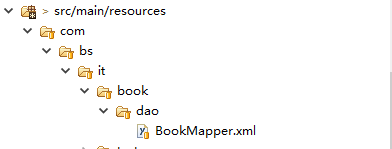 src/main/resources
com
bs
it
book
dao
BookMapper.xml